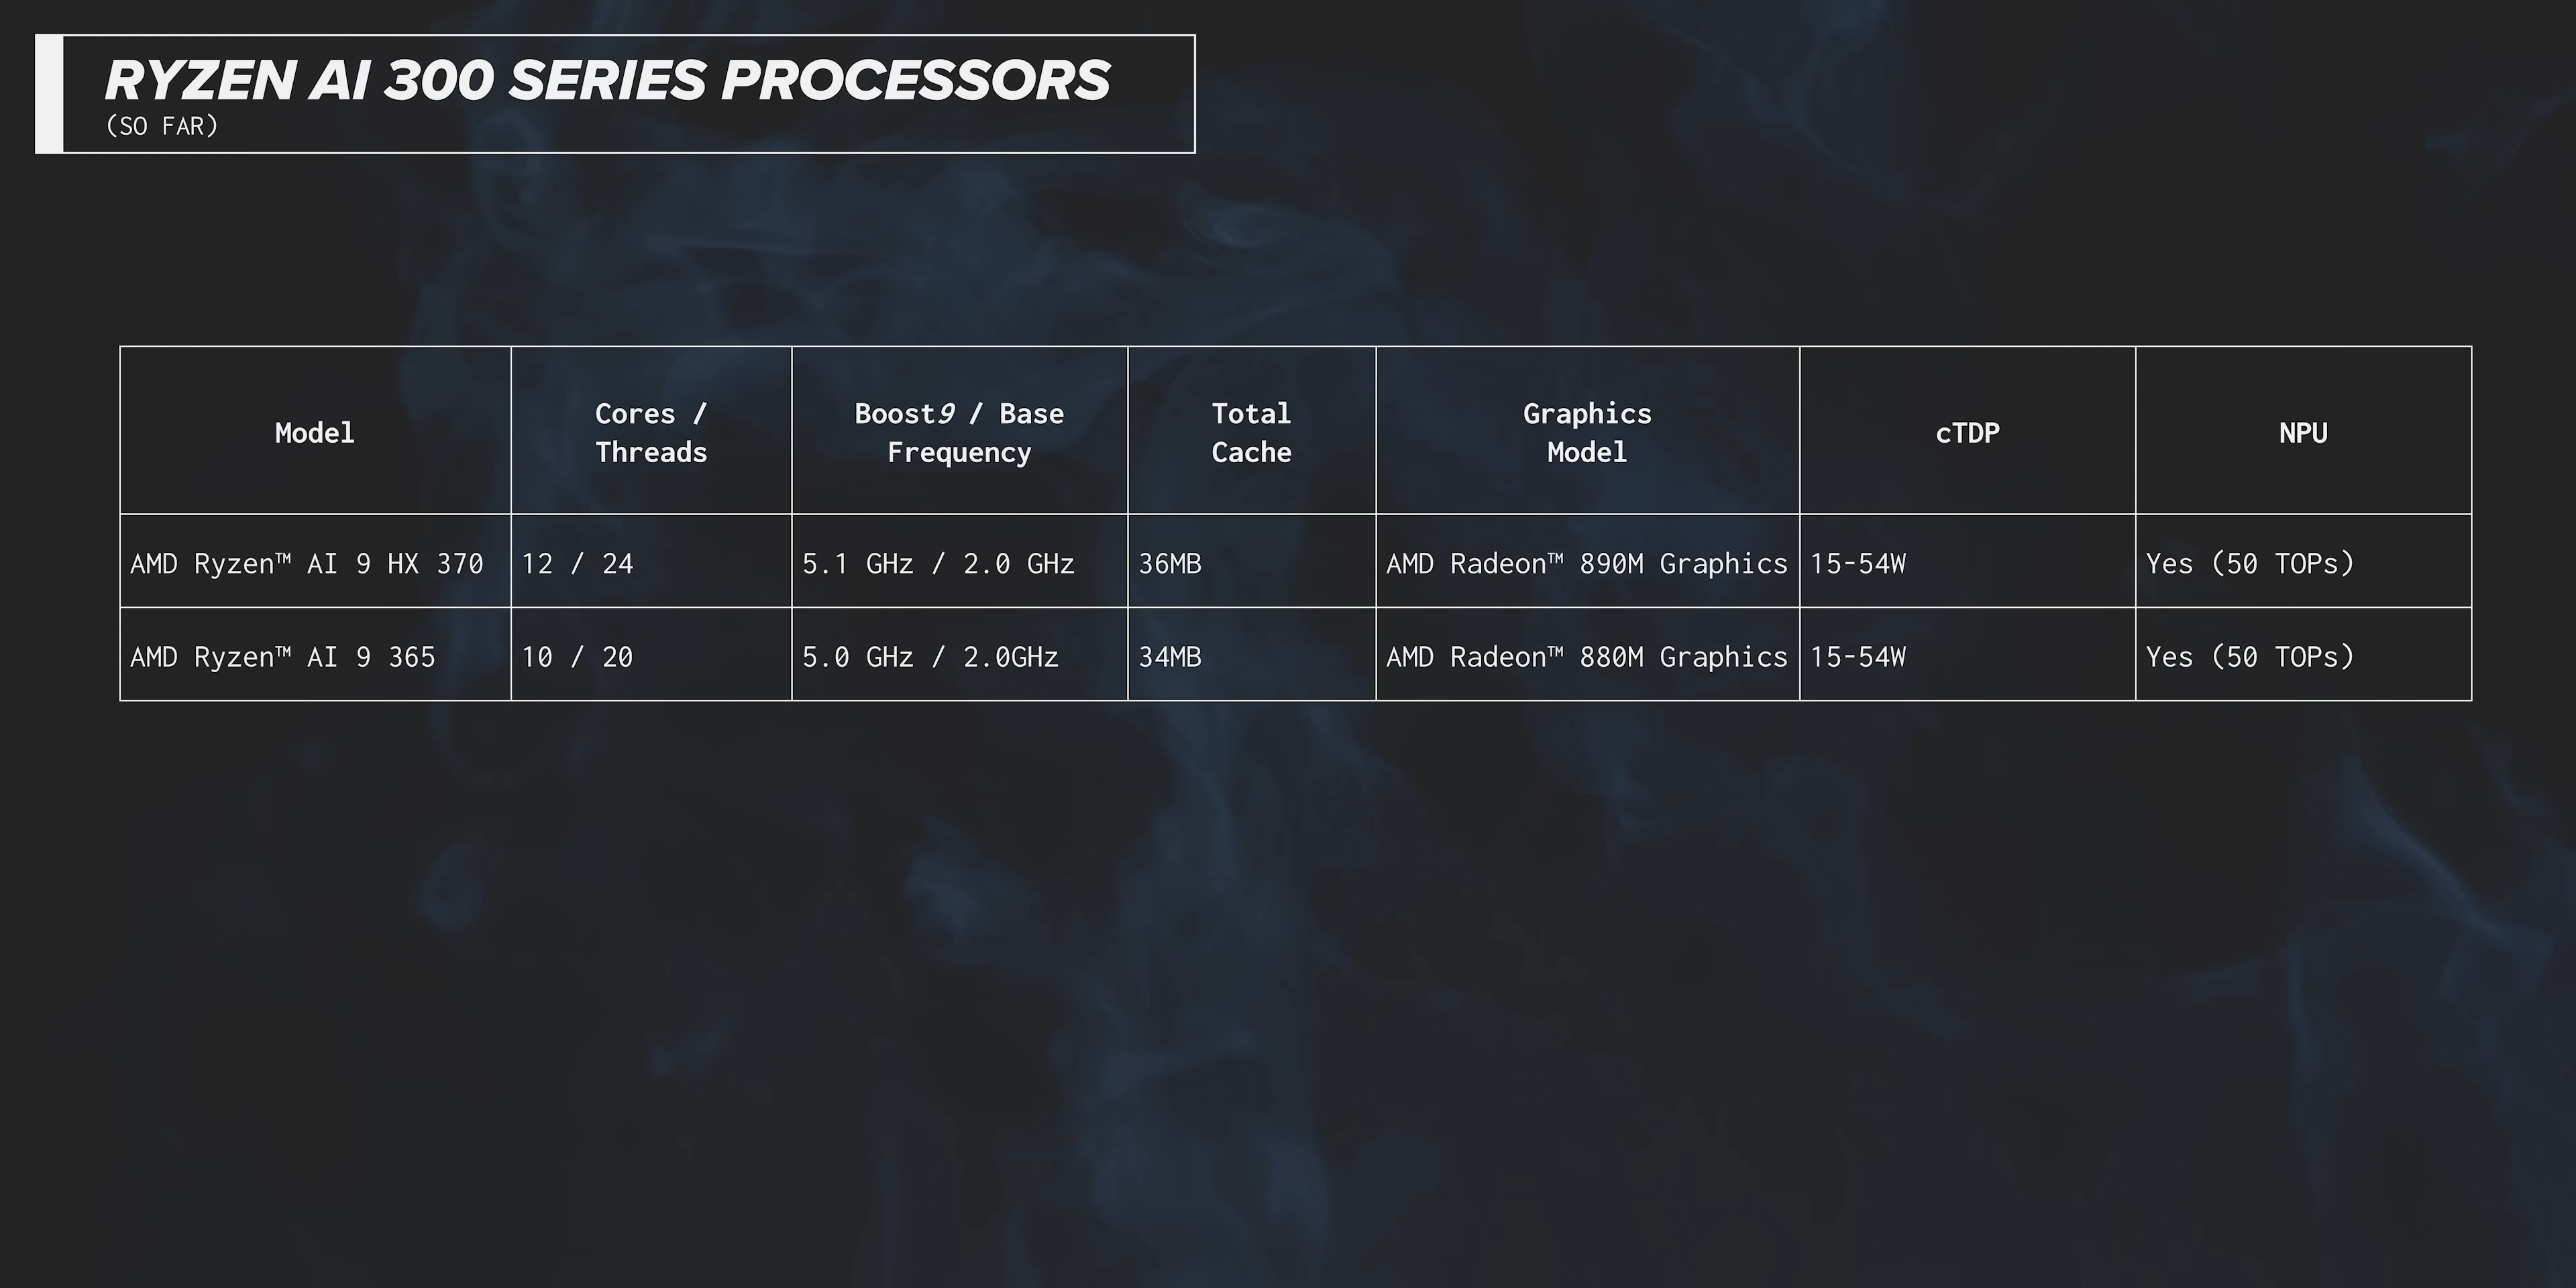 RYZEN AI 300 SERIES PROCESSORS
(SO FAR)
Model
Cores /
Threads
Boost9 / Base
Frequency
Total
Cache
Graphics
Model
cTDP
NPU
AMD Ryzen™ AI 9 HX 370 12 / 24 5.1 GHz / 2.0 GHz 36MB AMD Radeon™ 890M Graphics 15-54W Yes (50 TOPs)
AMD Ryzen™ AI 9 365 10 / 20 5.0 GHz / 2.0GHz 34MB AMD Radeon™ 880M Graphics 15-54W Yes (50 TOPs)